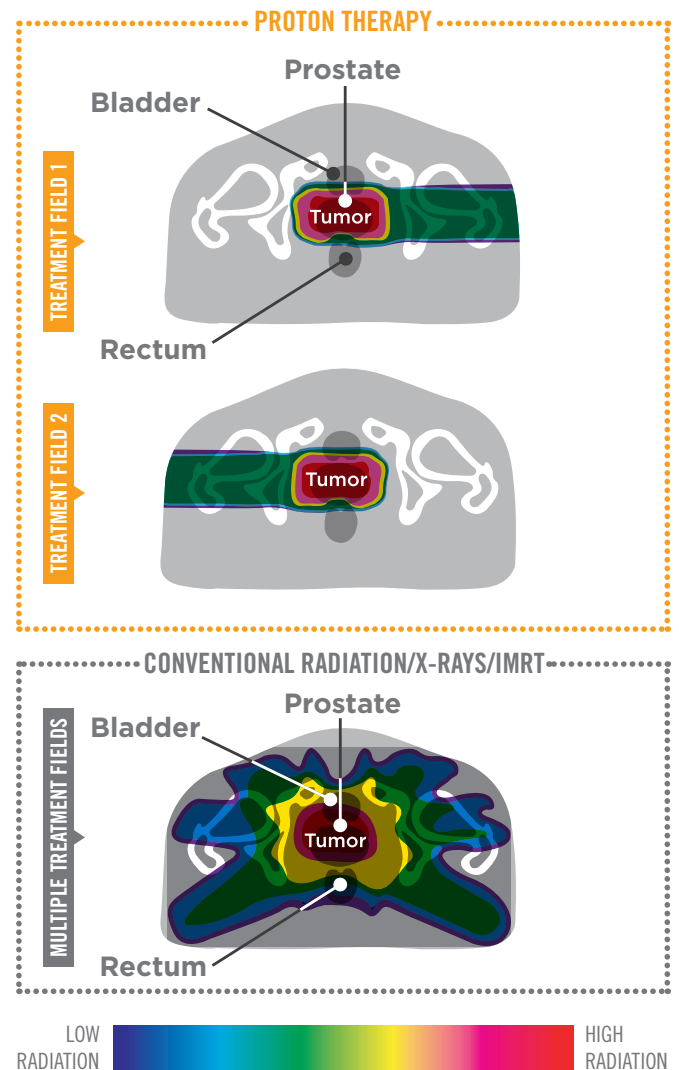 PROTON THERAPY
Prostate
Bladder
TREATMENT FIELD 1
Tumor
Rectum
TREATMENT FIELD 2
Tumor
CONVENTIONAL RADIATION/X-RAYS/IMRT
Prostate
Bladder
MULTIPLE TREATMENT FIELDS
Tumor
Rectum
LOW
RADIATION
HIGH
RADIATION